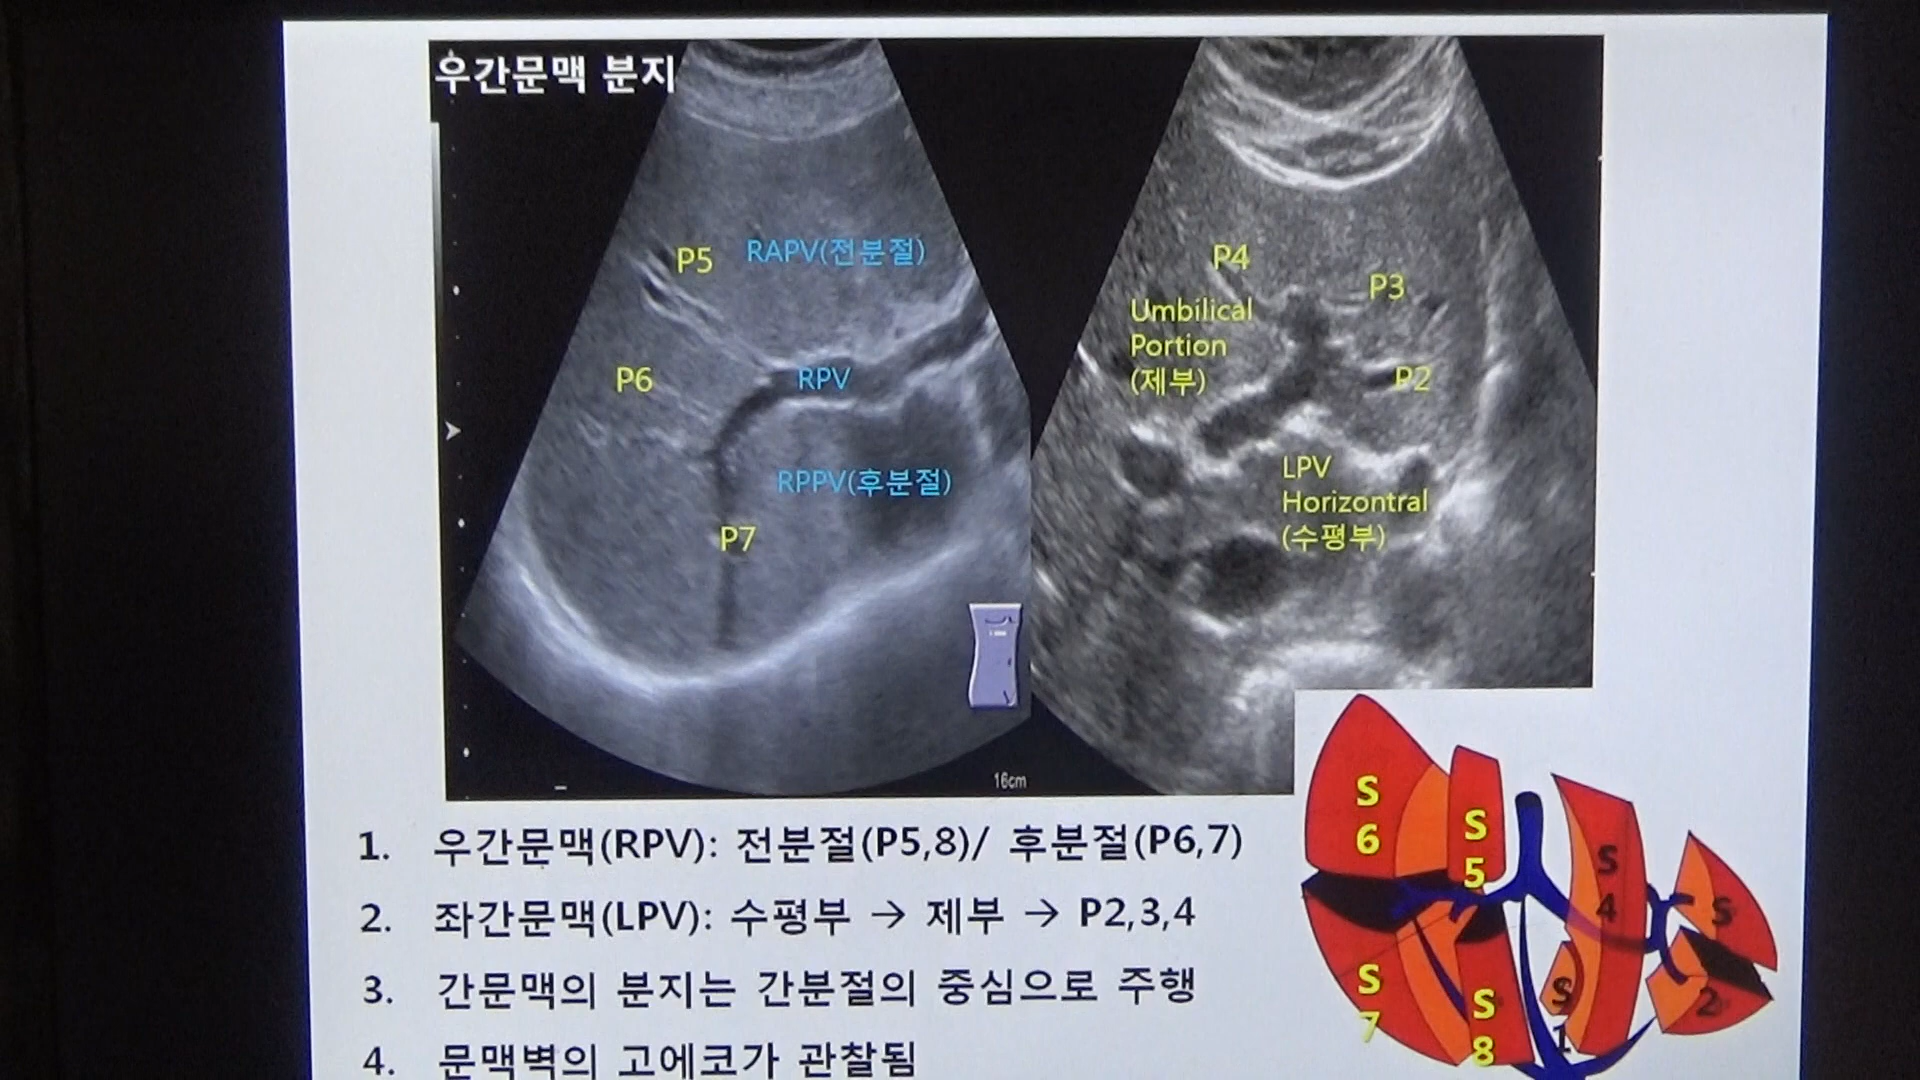 우간문맥 분지
P5
RAPV(전분절)
P6
RPV
RPPV(후분절)
P7
16cm
P4
P3
Umbilical
Portion
(제부)
P2
LPV
Horizontral
(수평부)
1. 우간문맥(RPV): 전분절(P5,8)/ 후분절(P6,7)
2. 좌간문맥(LPV): 수평부 → 제부 → P2,3,4
3. 간문맥의 분지는 간분절의 중심으로 주행
4. 문맥벽의 고에코가 관찰됨
S
6
S
5
S
4
S
S
7
S
8
S
1
2